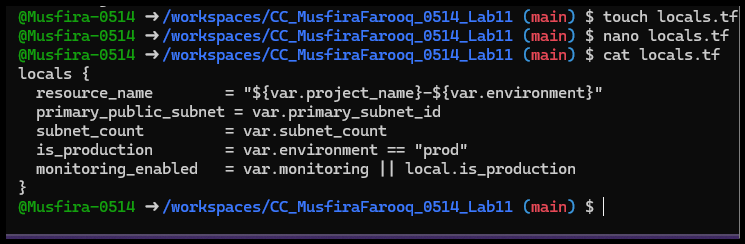 @Musfira-0514 ➜/workspaces/CC_MusfiraFarooq_0514_Lab11 (main) $ touch locals.tf
@Musfira-0514 ➜/workspaces/CC_MusfiraFarooq_0514_Lab11 (main) $ nano locals.tf
@Musfira-0514 ➜/workspaces/CC_MusfiraFarooq_0514_Lab11 (main) $ cat locals.tf
locals {
  resource_name         = "${var.project_name}-${var.environment}"
  primary_public_subnet = var.primary_subnet_id
  subnet_count          = var.subnet_count
  is_production         = var.environment == "prod"
  monitoring_enabled    = var.monitoring || local.is_production
}
@Musfira-0514 ➜/workspaces/CC_MusfiraFarooq_0514_Lab11 (main) $